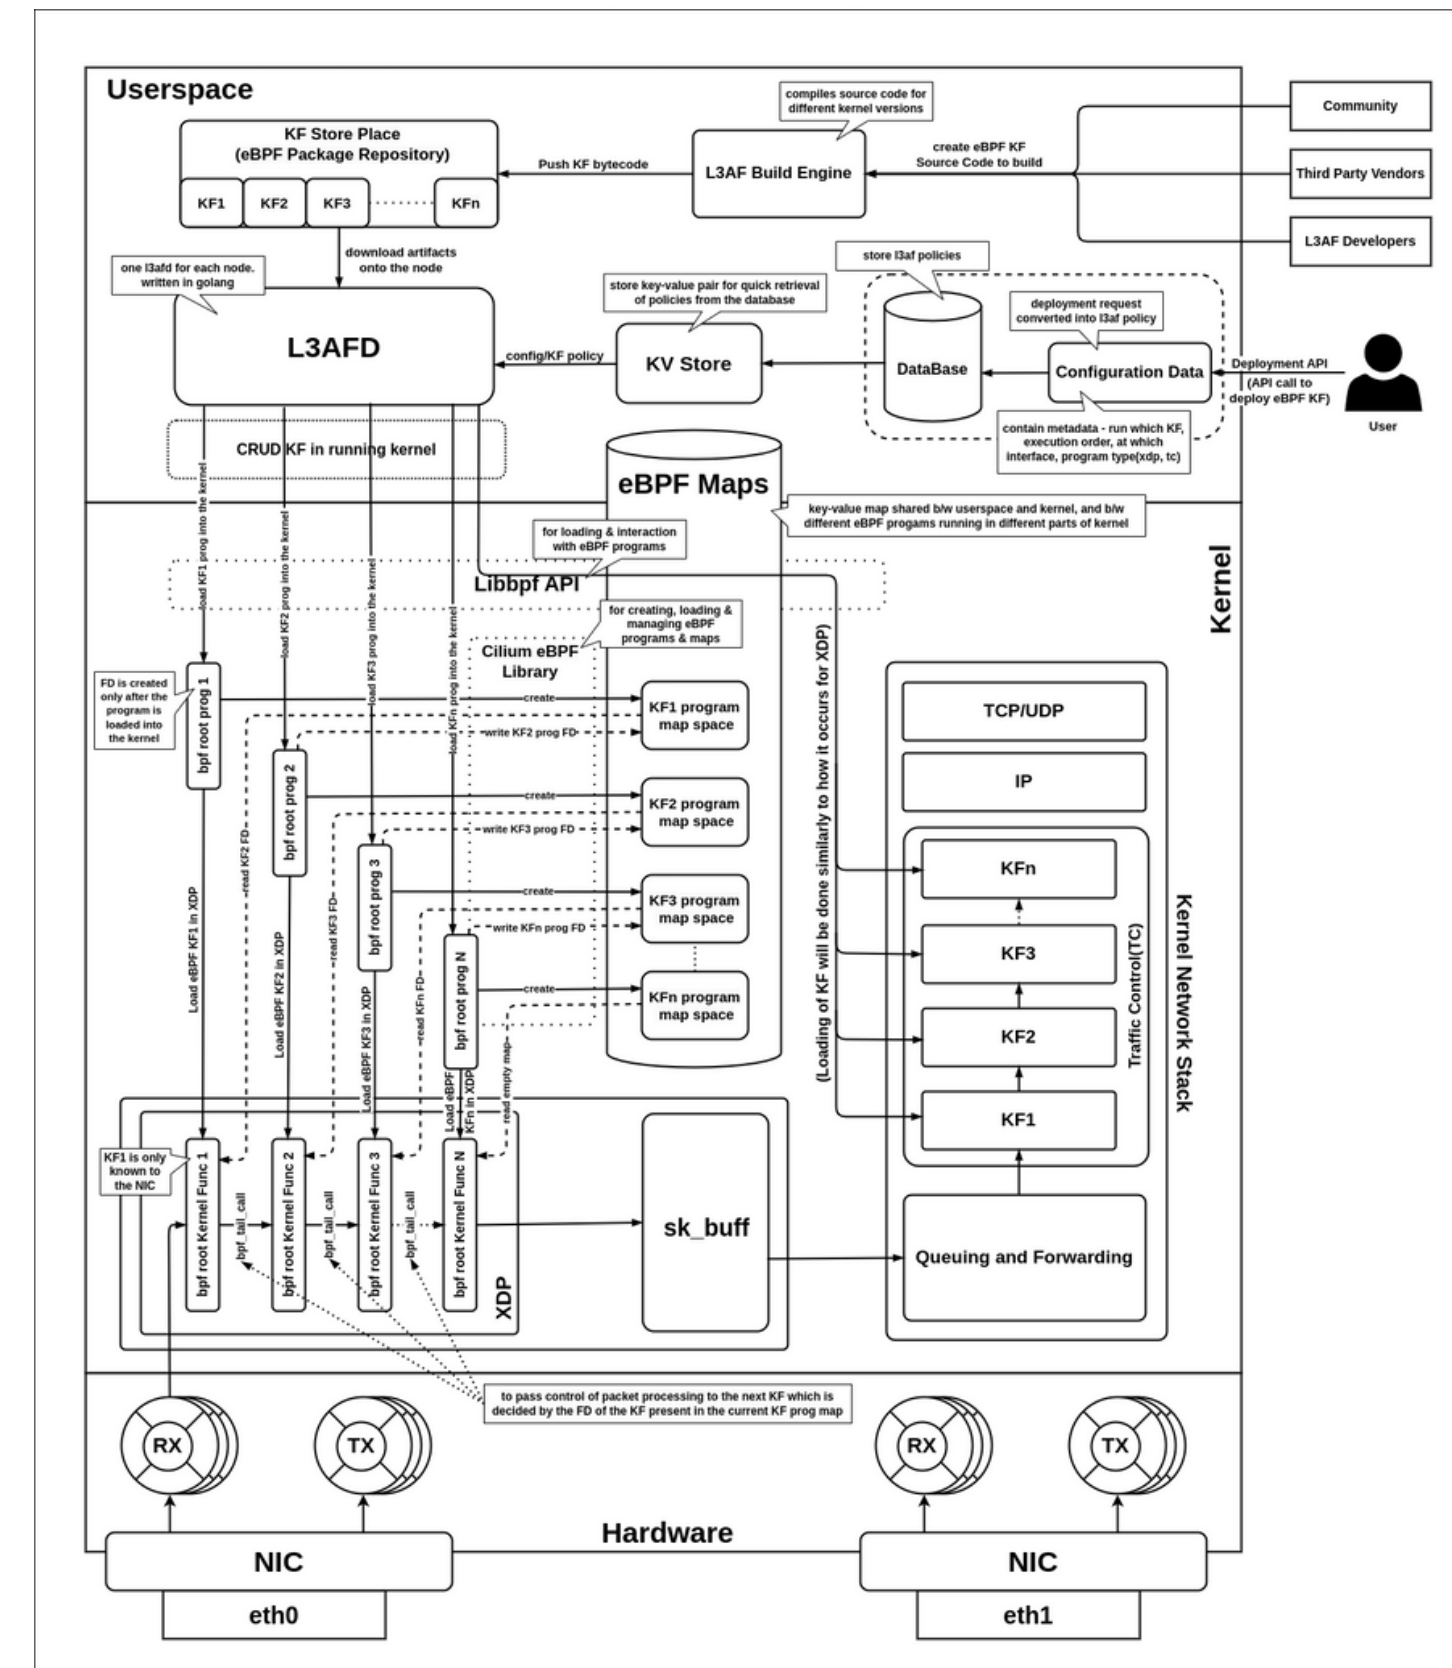 Userspace
compiles source code for
different kernel versions
Community
KF Store Place
(eBPF Package Repository)
Push KF bytecode
L3AF Build Engine
create eBPF KF
Source Code to build
Third Party Vendors
KF1
KF2
KF3
KFn
L3AF Developers
download artifacts
onto the node
store l3af policies
one l3afd for each node.
written in golang
store key-value pair for quick retrieval
of policies from the database
deployment request
converted into l3af policy
L3AFD
config/KF policy
KV Store
DataBase
Configuration Data
Deployment API
(API call to
deploy eBPF KF)
User
contain metadata - run which KF,
execution order, at which
interface, program type(xdp, tc)
CRUD KF in running kernel
eBPF Maps
key-value map shared b/w userspace and kernel, and b/w
different eBPF progams running in different parts of kernel
for loading & interaction
with eBPF programs
Kernel
load KF1 prog into the kernel
load KF2 prog into the kernel
load KF3 prog into the kernel
load KFn prog into the kernel
Libbpf API
for creating, loading &
managing eBPF
programs & maps
Cilium eBPF
Library
FD is created
only after the
program is
loaded into
the kernel
bpf root prog 1
create
KF1 program
map space
write KF2 prog FD
bpf root prog 2
create
KF2 program
map space
write KF3 prog FD
bpf root prog 3
create
KF3 program
map space
write KFn prog FD
bpf root prog N
create
KFn program
map space
read KF2 FD
read KF3 FD
read KFn FD
read empty map
Load eBPF KF1 in XDP
Load eBPF KF2 in XDP
Load eBPF KF3 in XDP
Load eBPF
KFn in XDP
(Loading of KF will be done similarly to how it occurs for XDP)
TCP/UDP
IP
KFn
KF3
KF2
KF1
Traffic Control(TC)
Kernel Network Stack
Queuing and Forwarding
KF1 is only
known to
the NIC
bpf root Kernel Func 1
bpf_tail_call
bpf root Kernel Func 2
bpf_tail_call
bpf root Kernel Func 3
bpf_tail_call
bpf root Kernel Func N
XDP
sk_buff
to pass control of packet processing to the next KF which is
decided by the FD of the KF present in the current KF prog map
RX
TX
RX
TX
Hardware
NIC
NIC
eth0
eth1